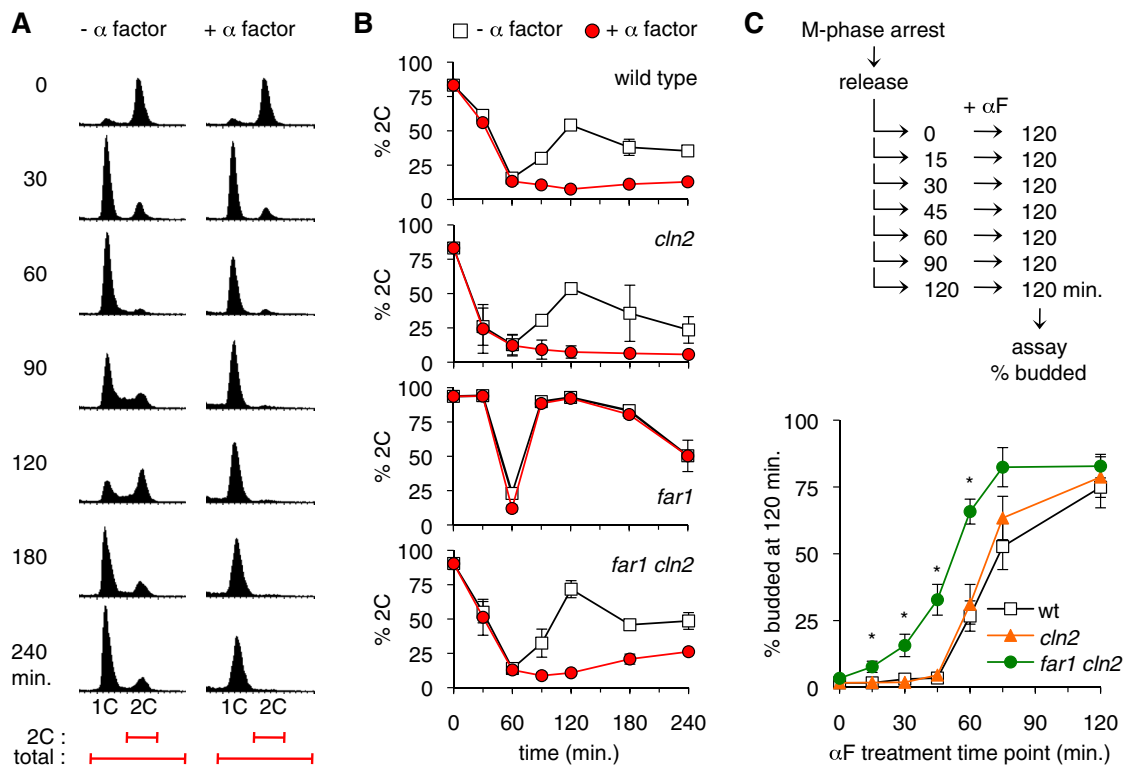 A
- α factor + α factor
0
30
60
90
120
180
240
min.
1C 2C 1C 2C
2C :
total :
B
- α factor + α factor
wild type
% 2C
100
75
50
25
0
cln2
% 2C
100
75
50
25
0
far1
% 2C
100
75
50
25
0
far1 cln2
% 2C
100
75
50
25
0
0 60 120 180 240
time (min.)
C
M-phase arrest
release
+ αF
0 120
15 120
30 120
45 120
60 120
90 120
120 120 min.
assay
% budded
% budded at 120 min.
100
75
50
25
0
* * * *
wt
cln2
far1 cln2
0 30 60 90 120
αF treatment time point (min.)